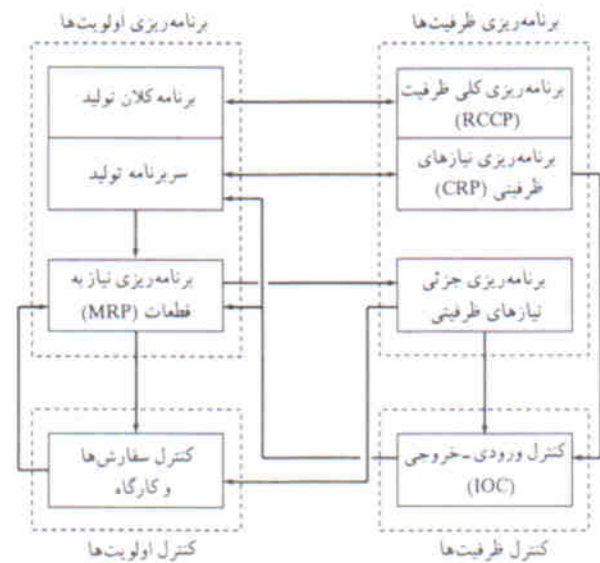 برنامه‌ریزی ظرفیت‌ها
برنامه‌ریزی اولویت‌ها
برنامه‌ریزی کلی ظرفیت
(RCCP)
برنامه کلان تولید
برنامه‌ریزی نیازهای
ظرفیتی (CRP)
سربرنامه تولید
برنامه‌ریزی جزئی
نیازهای ظرفیتی
برنامه‌ریزی نیاز به
قطعات (MRP)
کنترل ورودی-خروجی
(IOC)
کنترل سفارش‌ها
و کارگاه
کنترل ظرفیت‌ها
کنترل اولویت‌ها